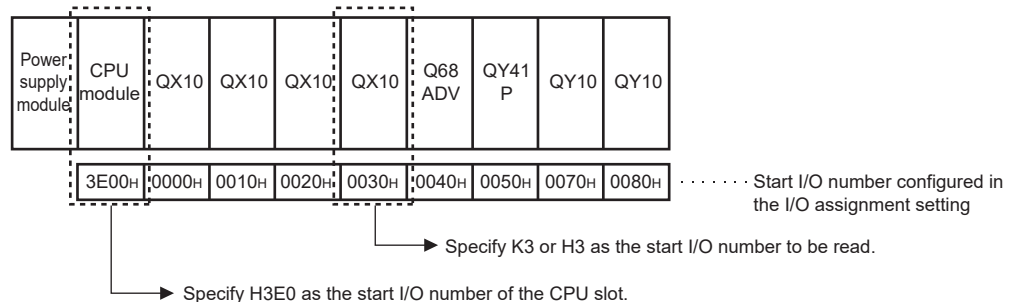 Power supply module
CPU module
QX10
QX10
QX10
QX10
Q68 ADV
QY41 P
QY10
QY10
3E00H 0000H 0010H 0020H 0030H 0040H 0050H 0070H 0080H
Start I/O number configured in
the I/O assignment setting
Specify K3 or H3 as the start I/O number to be read.
Specify H3E0 as the start I/O number of the CPU slot.